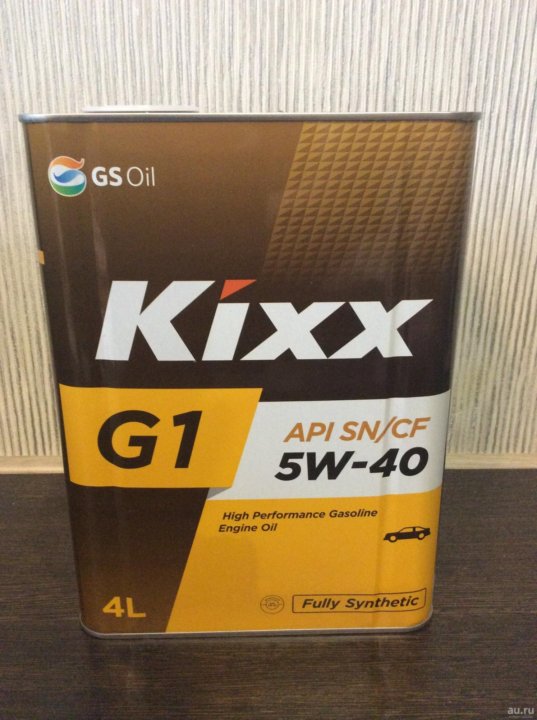 GS Oil
Kixx
G1
API SN/CF
5W-40
High Performance Gasoline
Engine Oil
4L
Fully Synthetic
au.ru